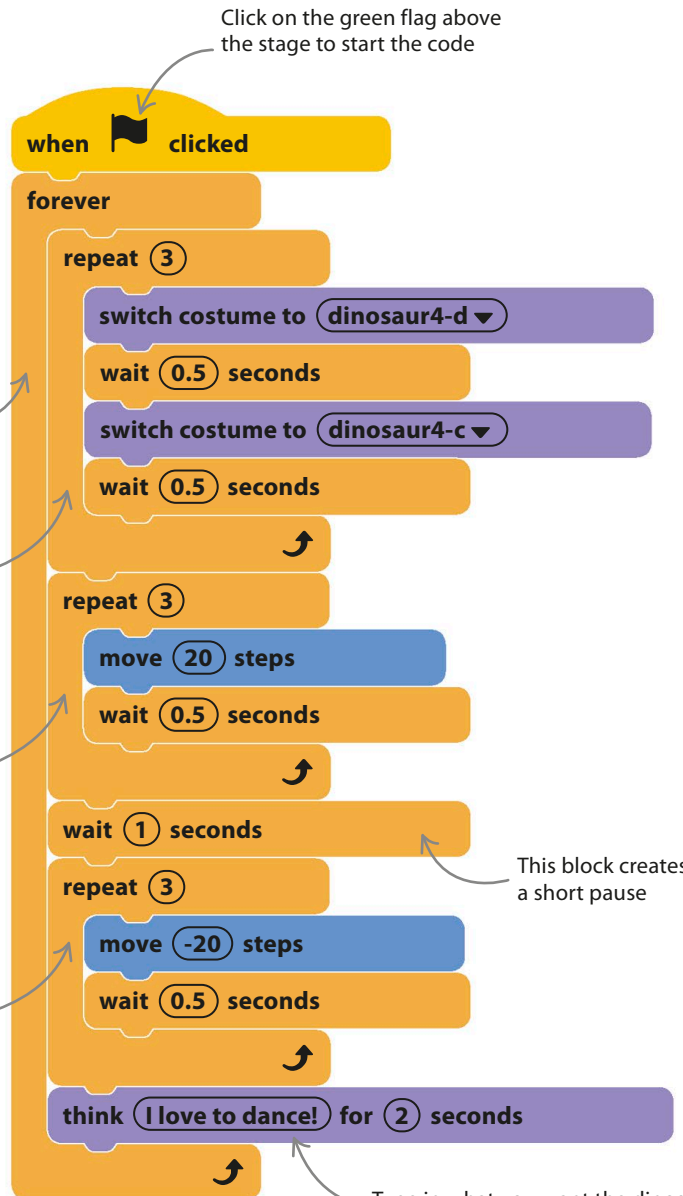 Click on the green flag above
the stage to start the code
when clicked
forever
repeat 3
switch costume to dinosaur4-d
wait 0.5 seconds
switch costume to dinosaur4-c
wait 0.5 seconds
repeat 3
move 20 steps
wait 0.5 seconds
wait 1 seconds
This block creates
a short pause
repeat 3
move -20 steps
wait 0.5 seconds
think I love to dance! for 2 seconds